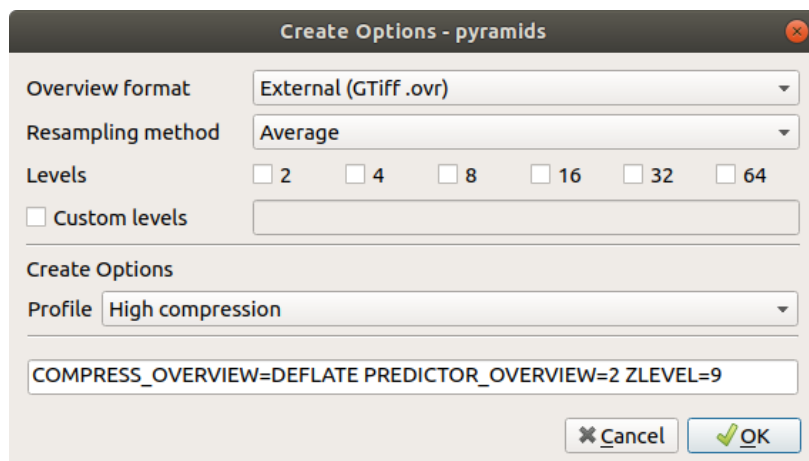 Create Options - pyramids
Overview format External (GTiff .ovr)
Resampling method Average
Levels 2 4 8 16 32 64
Custom levels
Create Options
Profile High compression
COMPRESS_OVERVIEW=DEFLATE PREDICTOR_OVERVIEW=2 ZLEVEL=9
Cancel OK